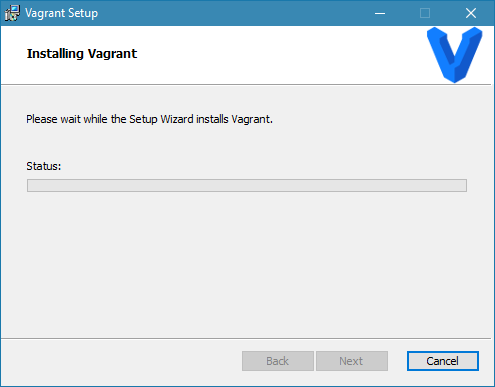 Vagrant Setup
Installing Vagrant
Please wait while the Setup Wizard installs Vagrant.
Status:
Back Next Cancel